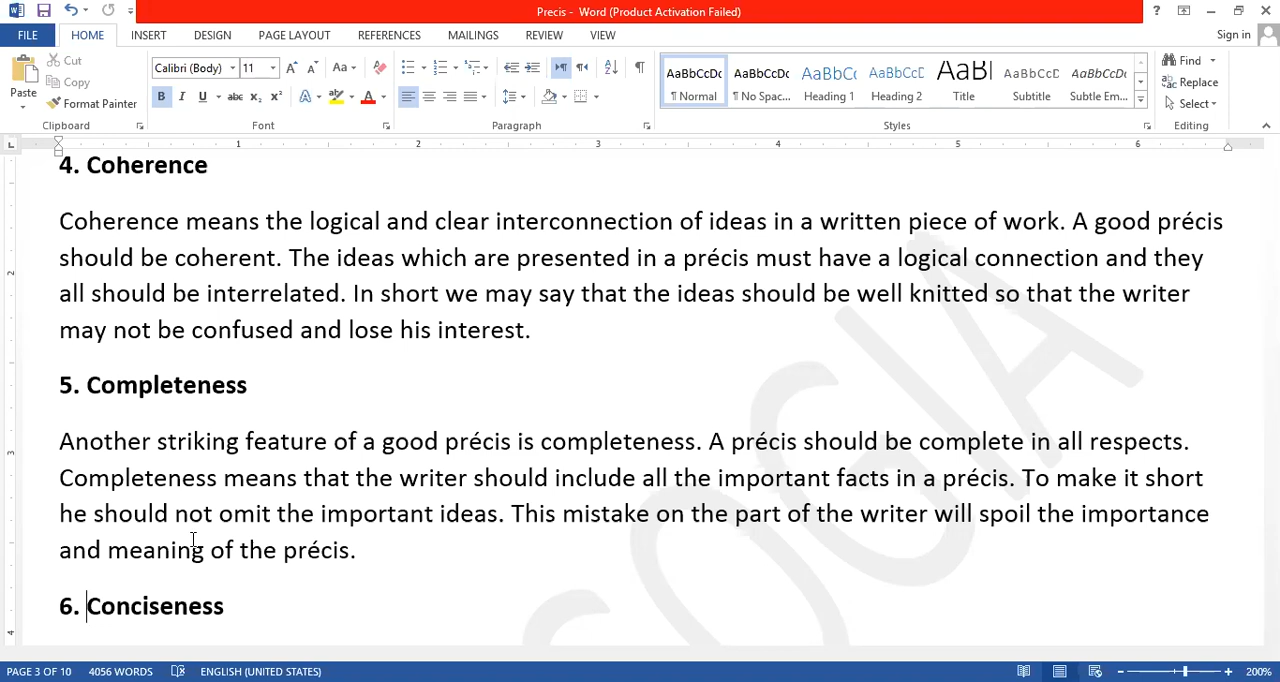 Precis - Word (Product Activation Failed)
FILE HOME INSERT DESIGN PAGE LAYOUT REFERENCES MAILINGS REVIEW VIEW Sign in
Paste Cut Copy Format Painter
Calibri (Body) 11
AaBbCcDc AaBbCcDc AaBbCc AaBbCcC AaBl AaBbCcD AaBbCcDc
¶ Normal ¶ No Spac... Heading 1 Heading 2 Title Subtitle Subtle Em...
Find
Replace
Select
Clipboard Font Paragraph Styles Editing
1 2 3 4 5 6
4. Coherence
Coherence means the logical and clear interconnection of ideas in a written piece of work. A good précis
should be coherent. The ideas which are presented in a précis must have a logical connection and they
all should be interrelated. In short we may say that the ideas should be well knitted so that the writer
may not be confused and lose his interest.
5. Completeness
Another striking feature of a good précis is completeness. A précis should be complete in all respects.
Completeness means that the writer should include all the important facts in a précis. To make it short
he should not omit the important ideas. This mistake on the part of the writer will spoil the importance
and meaning of the précis.
6. Conciseness
PAGE 3 OF 10 4056 WORDS ENGLISH (UNITED STATES) 200%